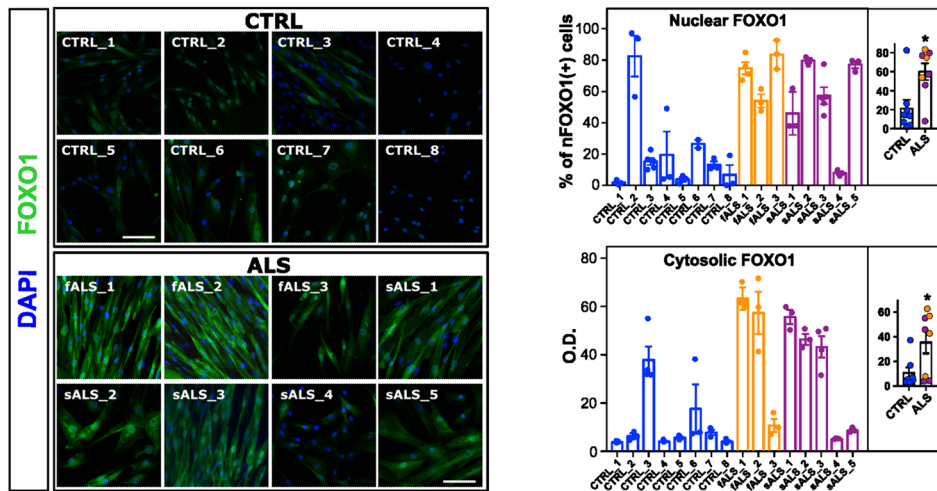 CTRL
CTRL_1
CTRL_2
CTRL_3
CTRL_4
CTRL_5
CTRL_6
CTRL_7
CTRL_8
FOXO1
DAPI
ALS
fALS_1
fALS_2
fALS_3
sALS_1
sALS_2
sALS_3
sALS_4
sALS_5
Nuclear FOXO1
% of nFOXO1(+) cells
100
80
60
40
20
0
CTRL_1
CTRL_2
CTRL_3
CTRL_4
CTRL_5
CTRL_6
CTRL_7
CTRL_8
fALS_1
fALS_2
fALS_3
sALS_1
sALS_2
sALS_3
sALS_4
sALS_5
*
80
60
40
20
0
CTRL
ALS
Cytosolic FOXO1
O.D.
80
60
40
20
0
CTRL_1
CTRL_2
CTRL_3
CTRL_4
CTRL_5
CTRL_6
CTRL_7
CTRL_8
fALS_1
fALS_2
fALS_3
sALS_1
sALS_2
sALS_3
sALS_4
sALS_5
*
60
40
20
0
CTRL
ALS